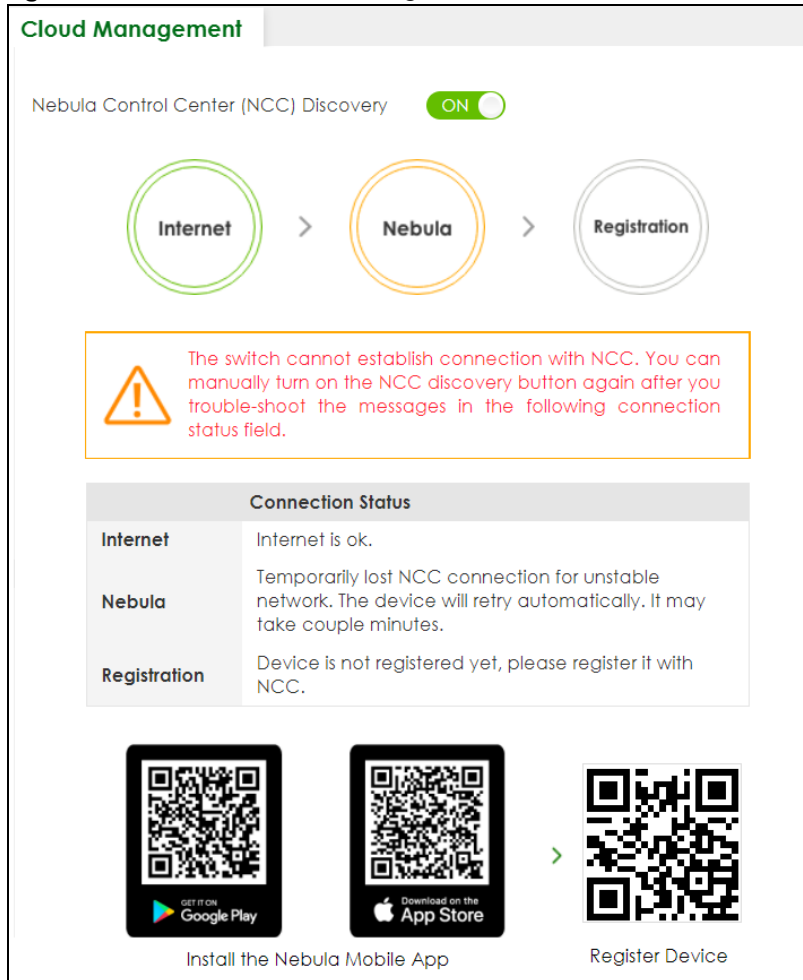 Cloud Management
Nebula Control Center (NCC) Discovery ON
Internet > Nebula > Registration
The switch cannot establish connection with NCC. You can
manually turn on the NCC discovery button again after you
trouble-shoot the messages in the following connection
status field.
Connection Status
Internet Internet is ok.
Nebula Temporarily lost NCC connection for unstable
network. The device will retry automatically. It may
take couple minutes.
Registration Device is not registered yet, please register it with
NCC.
GET IT ON
Google Play
Download on the
App Store
>
Install the Nebula Mobile App
Register Device